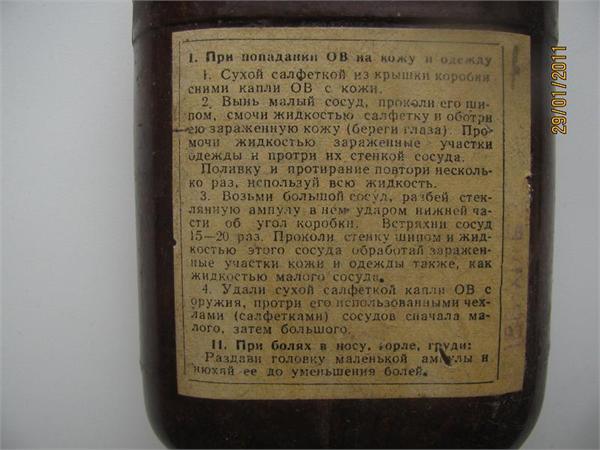 I. При попадании ОВ на кожу и одежду
1. Сухой салфеткой из крышки коробки
сними капли ОВ с кожи.
2. Вынь малый сосуд, проколи его ши-
пом, смочи жидкостью салфетку и оботри
ею зараженную кожу (береги глаза). Про-
мочи жидкостью зараженные участки
одежды и протри их стенкой сосуда.
Поливку и протирание повтори несколь-
ко раз, используй всю жидкость.
3. Возьми большой сосуд, разбей стек-
лянную ампулу в нем ударом нижней ча-
сти об угол коробки. Встряхни сосуд
15—20 раз. Проколи стенку шипом и жид-
костью этого сосуда обработай заражен-
ные участки кожи и одежды также, как
жидкостью малого сосуда.
4. Удали сухой салфеткой капли ОВ с
оружия, протри его использованными чех-
лами (салфетками) сосудов сначала ма-
лого, затем большого.
II. При болях в носу, горле, груди:
Раздави головку маленькой ампулы и
нюхай ее до уменьшения болей.
29/01/2011